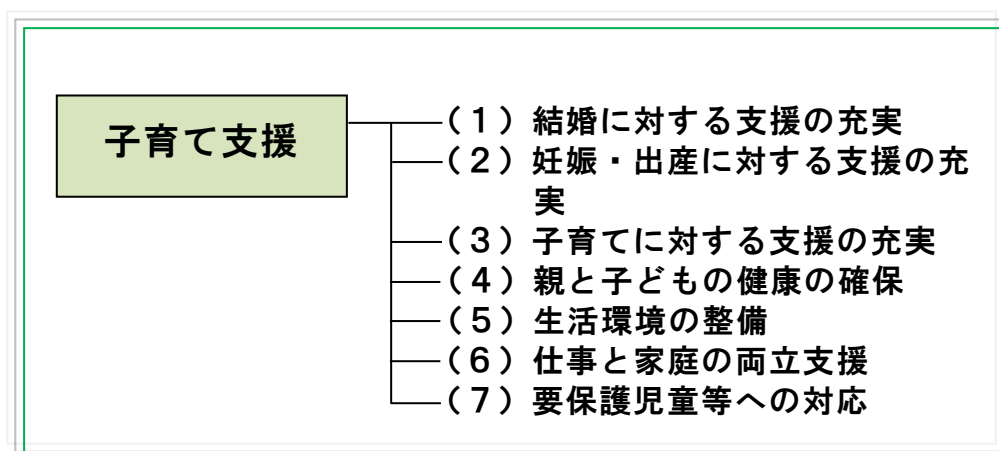 子育て支援
（１）結婚に対する支援の充実
（２）妊娠・出産に対する支援の充
実
（３）子育てに対する支援の充実
（４）親と子どもの健康の確保
（５）生活環境の整備
（６）仕事と家庭の両立支援
（７）要保護児童等への対応